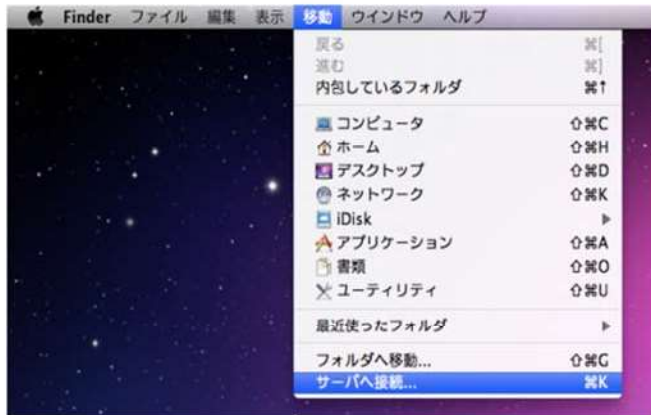 Finder ファイル 編集 表示 移動 ウインドウ ヘルプ
戻る ⌘[
進む ⌘]
内包しているフォルダ ⌘↑
コンピュータ ⇧⌘C
ホーム ⇧⌘H
デスクトップ ⇧⌘D
ネットワーク ⇧⌘K
iDisk
アプリケーション ⇧⌘A
書類 ⇧⌘O
ユーティリティ ⇧⌘U
最近使ったフォルダ
フォルダへ移動... ⇧⌘G
サーバへ接続... ⌘K